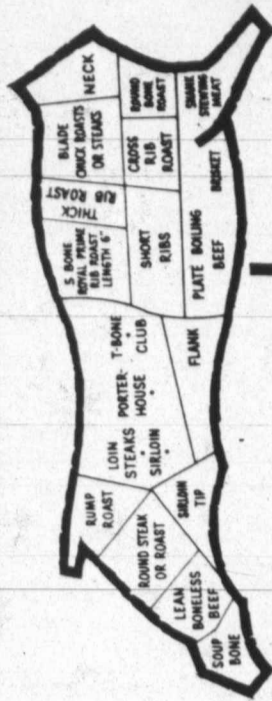 NECK
BLADE
CHUCK ROASTS
OR STEAKS
THICK
RIB ROAST
5 BONE
ROYAL PRIME
RIB ROAST
LENGTH 6"
ROUND
BONE
ROAST
CROSS
RIB
ROAST
SHORT
RIBS
SHANK
STEWING
MEAT
BRISKET
PLATE BOILING
BEEF
T-BONE
CLUB
PORTER-
HOUSE
LOIN
STEAKS
SIRLOIN
FLANK
RUMP
ROAST
ROUND STEAK
OR ROAST
SIRLOIN
TIP
LEAN
BONELESS
BEEF
SOUP
BONE